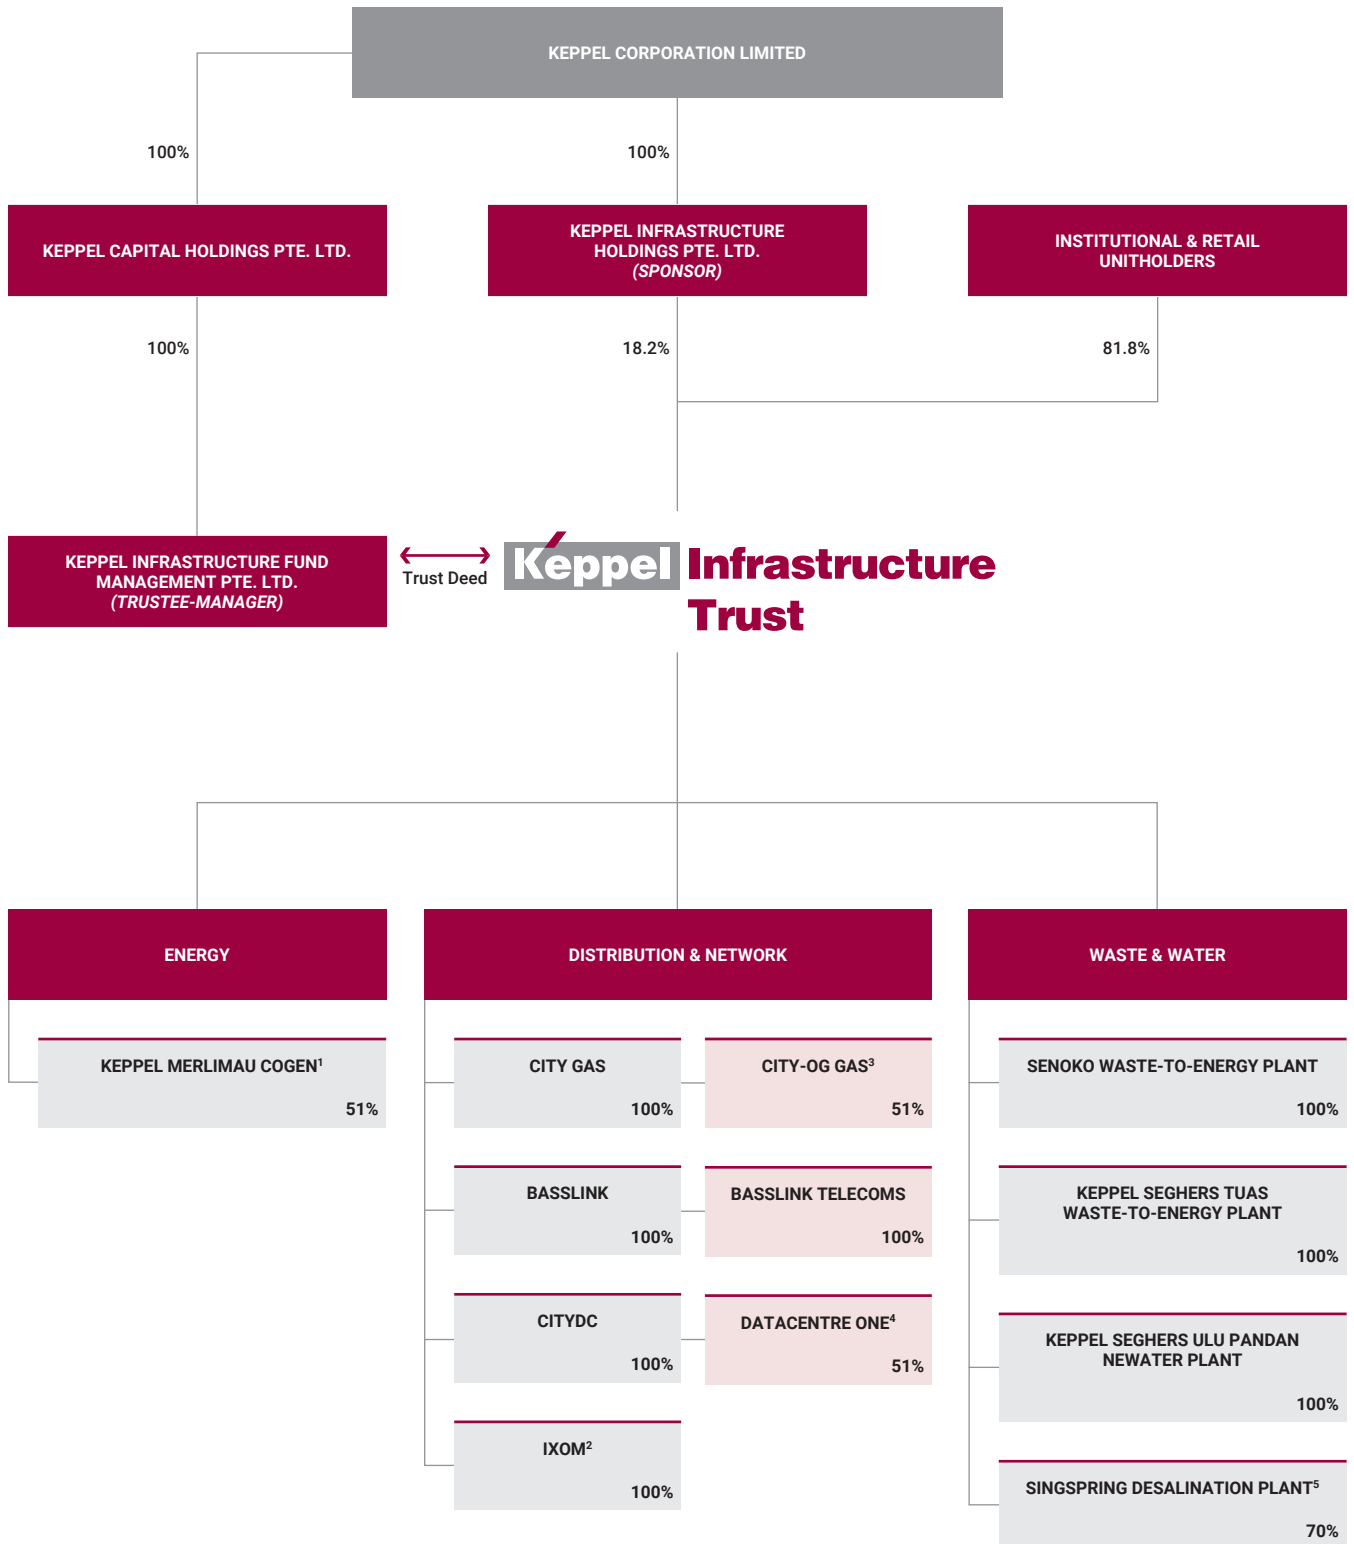 KEPPEL CORPORATION LIMITED
100%
100%
KEPPEL CAPITAL HOLDINGS PTE. LTD.
KEPPEL INFRASTRUCTURE
HOLDINGS PTE. LTD.
(SPONSOR)
INSTITUTIONAL & RETAIL
UNITHOLDERS
100%
18.2%
81.8%
KEPPEL INFRASTRUCTURE FUND
MANAGEMENT PTE. LTD.
(TRUSTEE-MANAGER)
Trust Deed
Keppel Infrastructure
Trust
ENERGY
DISTRIBUTION & NETWORK
WASTE & WATER
KEPPEL MERLIMAU COGEN¹
51%
CITY GAS
100%
CITY-OG GAS³
51%
SENOKO WASTE-TO-ENERGY PLANT
100%
BASSLINK
100%
BASSLINK TELECOMS
100%
KEPPEL SEGHERS TUAS
WASTE-TO-ENERGY PLANT
100%
CITYDC
100%
DATACENTRE ONE⁴
51%
KEPPEL SEGHERS ULU PANDAN
NEWATER PLANT
100%
IXOM²
100%
SINGSPRING DESALINATION PLANT⁵
70%